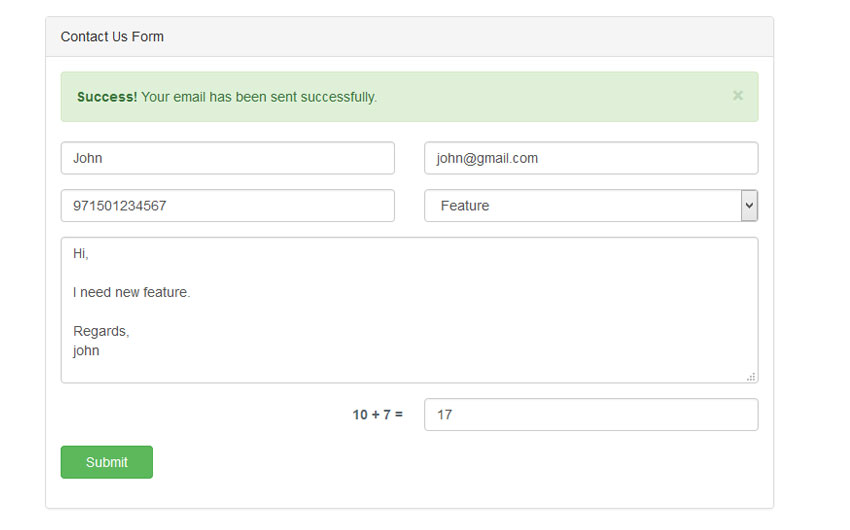 Contact Us Form
Success! Your email has been sent successfully. ×
John
john@gmail.com
971501234567
Feature
Hi,
I need new feature.
Regards,
john
10 + 7 =
17
Submit